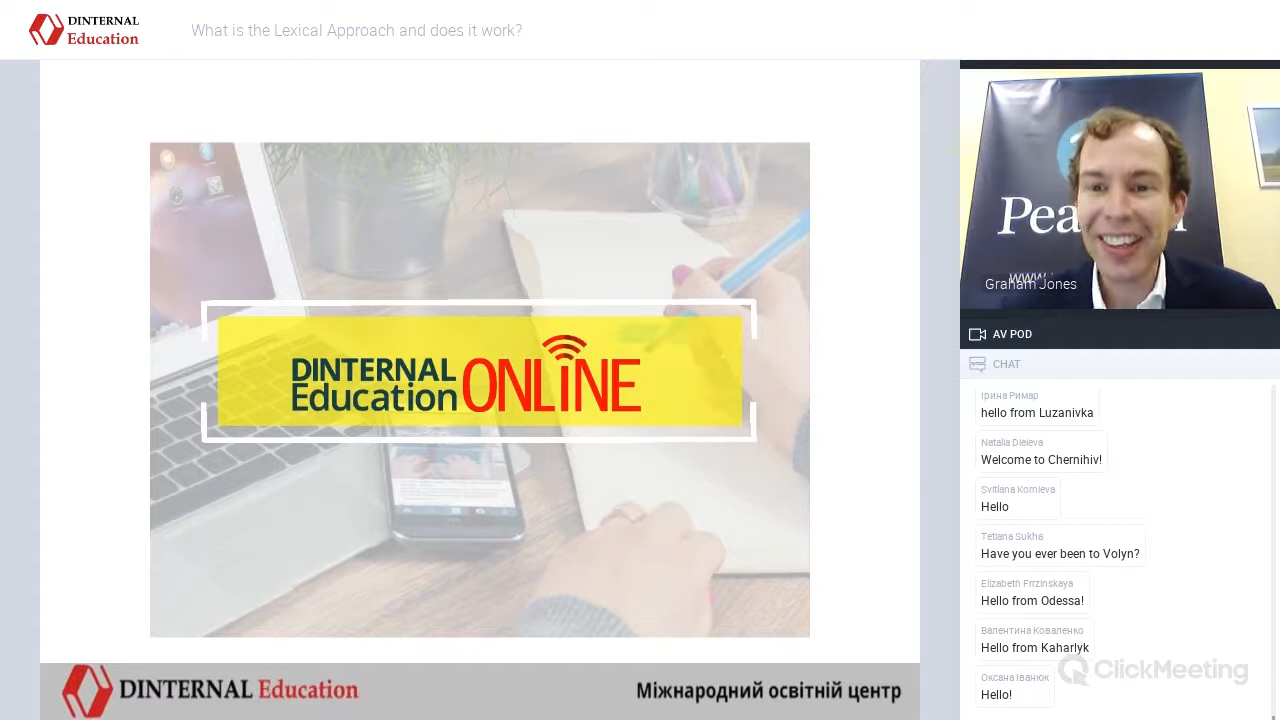 DINTERNAL
Education
What is the Lexical Approach and does it work?
DINTERNAL
Education
ONLINE
DINTERNAL Education
Міжнародний освітній центр
Pea
www.
Graham Jones
AV POD
CHAT
Ірина Римар
hello from Luzanivka
Natalia Dieieva
Welcome to Chernihiv!
Svitlana Kornieva
Hello
Tetiana Sukha
Have you ever been to Volyn?
Elizabeth Frrzinskaya
Hello from Odessa!
Валентина Коваленко
Hello from Kaharlyk
Оксана Іванюк
Hello!
ClickMeeting